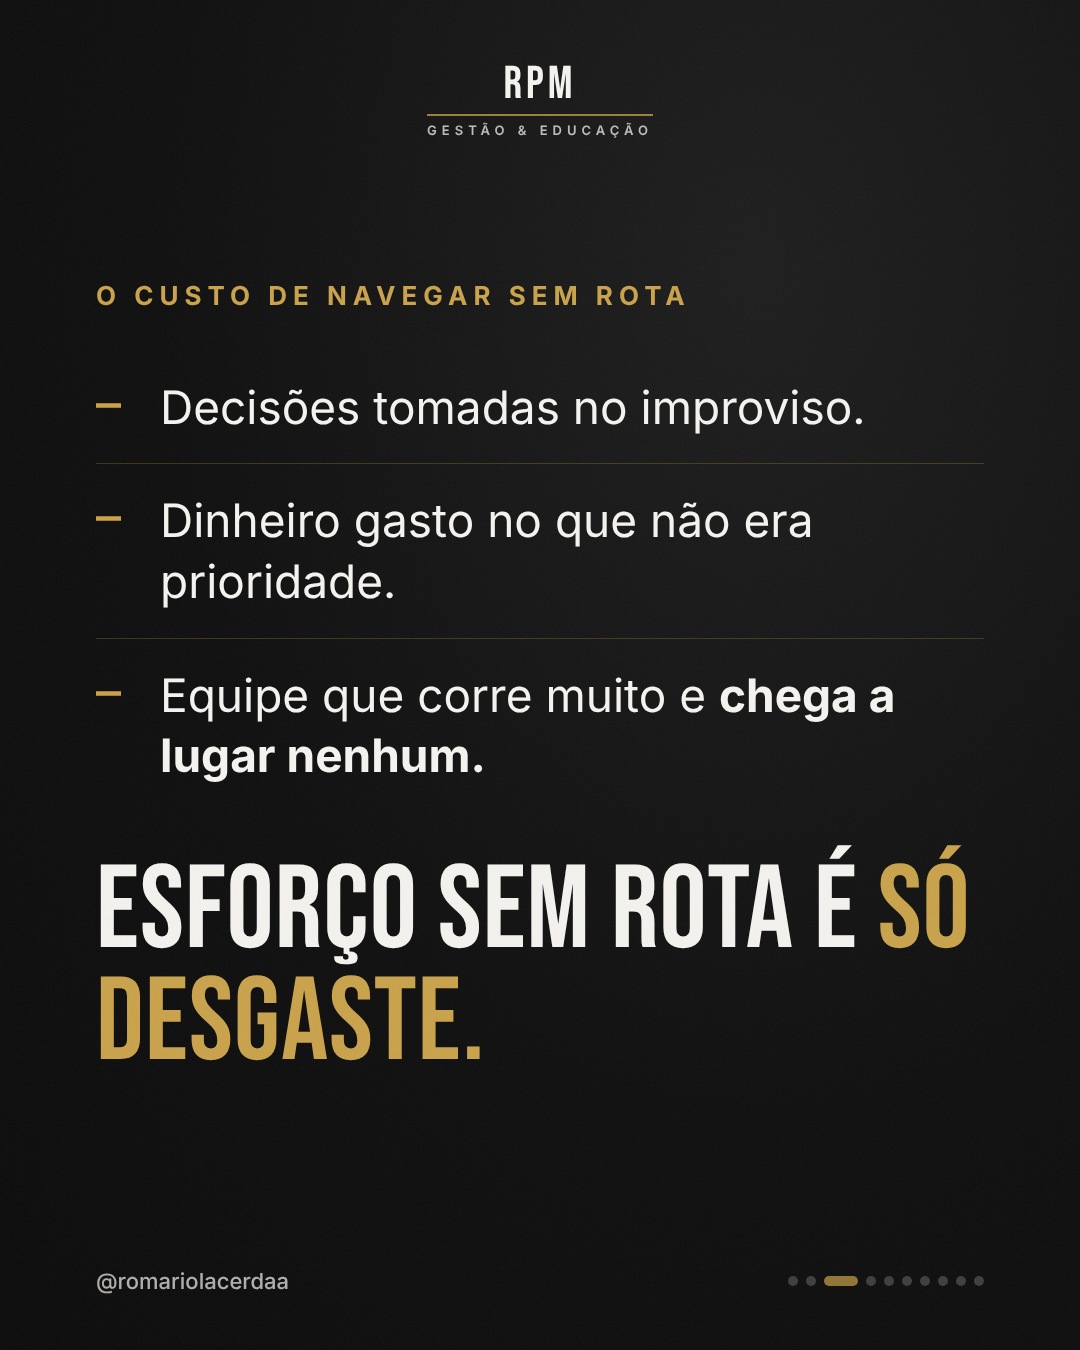 RPM
GESTÃO & EDUCAÇÃO
O CUSTO DE NAVEGAR SEM ROTA
– Decisões tomadas no improviso.
– Dinheiro gasto no que não era
prioridade.
– Equipe que corre muito e chega a
lugar nenhum.
ESFORÇO SEM ROTA É SÓ
DESGASTE.
@romariolacerdaa